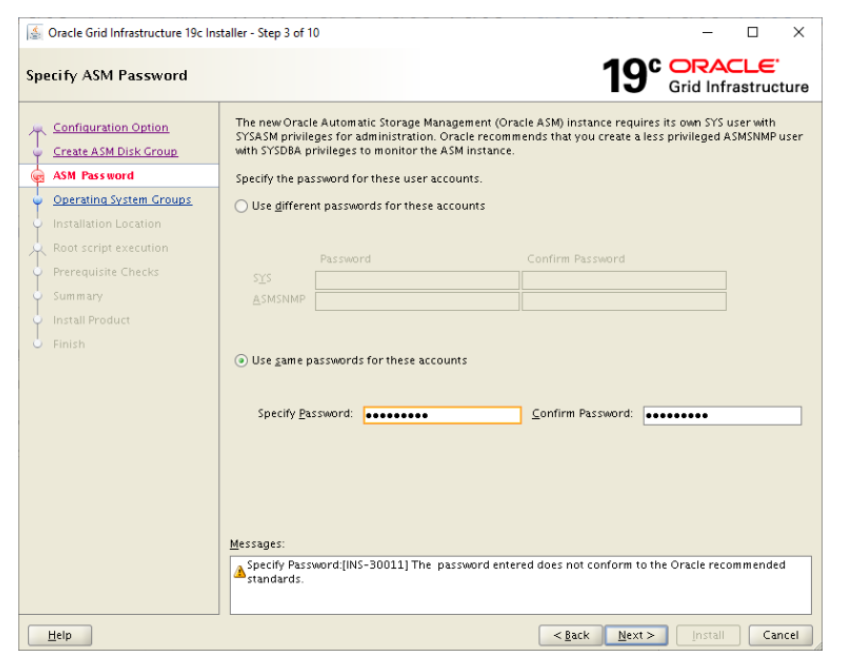 Oracle Grid Infrastructure 19c Installer - Step 3 of 10
Specify ASM Password
19c ORACLE
Grid Infrastructure
Configuration Option
Create ASM Disk Group
ASM Password
Operating System Groups
Installation Location
Root script execution
Prerequisite Checks
Summary
Install Product
Finish
The new Oracle Automatic Storage Management (Oracle ASM) instance requires its own SYS user with
SYSASM privileges for administration. Oracle recommends that you create a less privileged ASMSNMP user
with SYSDBA privileges to monitor the ASM instance.
Specify the password for these user accounts.
Use different passwords for these accounts
Password Confirm Password
SYS
ASMSNMP
Use same passwords for these accounts
Specify Password: ●●●●●●●●● Confirm Password: ●●●●●●●●●
Messages:
Specify Password:[INS-30011] The password entered does not conform to the Oracle recommended
standards.
Help < Back Next > Install Cancel